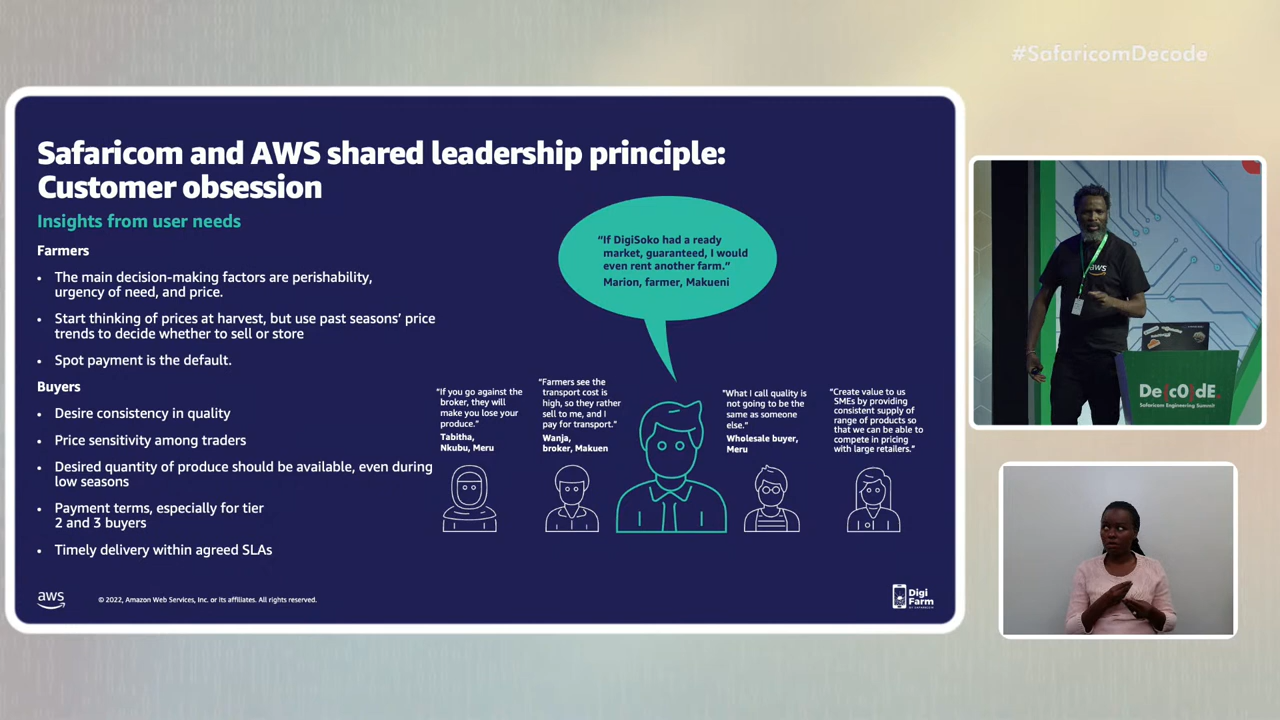 #SafaricomDecode
Safaricom and AWS shared leadership principle:
Customer obsession
Insights from user needs
Farmers
• The main decision-making factors are perishability,
urgency of need, and price.
• Start thinking of prices at harvest, but use past seasons’ price
trends to decide whether to sell or store
• Spot payment is the default.
Buyers
• Desire consistency in quality
• Price sensitivity among traders
• Desired quantity of produce should be available, even during
low seasons
• Payment terms, especially for tier
2 and 3 buyers
• Timely delivery within agreed SLAs
“If DigiSoko had a ready
market, guaranteed, I would
even rent another farm.”
Marion, farmer, Makueni
“If you go against the
broker, they will
make you lose your
produce.”
Tabitha,
Nkubu, Meru
“Farmers see the
transport cost is
high, so they rather
sell to me, and I
pay for transport.”
Wanja,
broker, Makuen
“What I call quality is
not going to be the
same as someone
else.”
Wholesale buyer,
Meru
“Create value to us
SMEs by providing
consistent supply of
range of products so
that we can be able to
compete in pricing
with large retailers.”
aws
© 2022, Amazon Web Services, Inc. or its affiliates. All rights reserved.
Digi
Farm
BY SAFARICOM
aws
De|c0|dE
Safaricom Engineering Summit